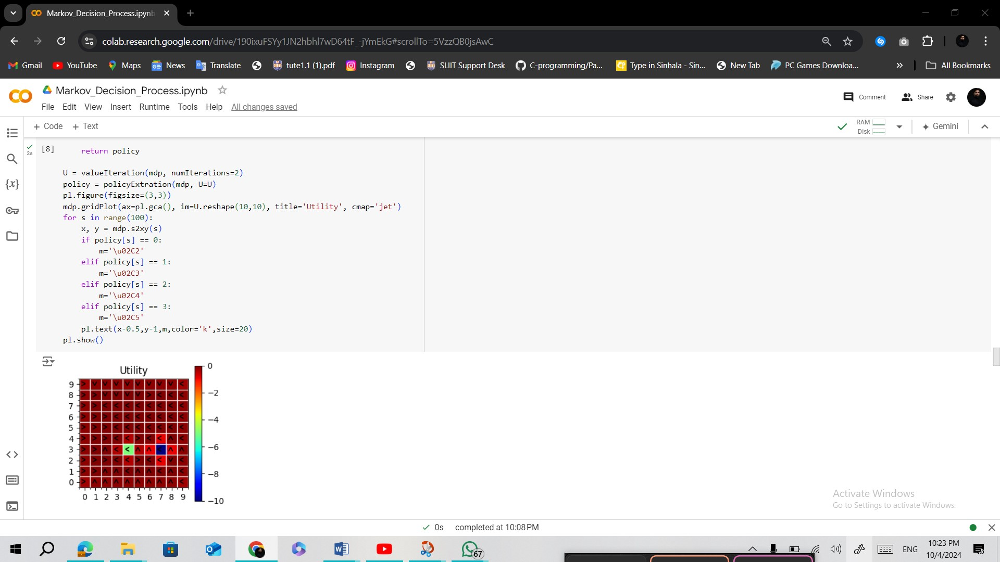 Markov_Decision_Process.ipynb
colab.research.google.com/drive/190ixuFSYy1JN2hbhl7wD64tF_-jYmEkG#scrollTo=5VzzQB0jsAwC
Gmail YouTube Maps News Translate tute1.1 (1).pdf Instagram SLIIT Support Desk C-programming/Pa... Type in Sinhala - Sin... New Tab PC Games Downloa... » All Bookmarks
Markov_Decision_Process.ipynb
Comment Share
File Edit View Insert Runtime Tools Help All changes saved
+ Code + Text
RAM
Disk
Gemini
2s
[8] return policy
U = valueIteration(mdp, numIterations=2)
policy = policyExtration(mdp, U=U)
pl.figure(figsize=(3,3))
mdp.gridPlot(ax=pl.gca(), im=U.reshape(10,10), title='Utility', cmap='jet')
for s in range(100):
x, y = mdp.s2xy(s)
if policy[s] == 0:
m='\u02C2'
elif policy[s] == 1:
m='\u02C3'
elif policy[s] == 2:
m='\u02C4'
elif policy[s] == 3:
m='\u02C5'
pl.text(x-0.5,y-1,m,color='k',size=20)
pl.show()
Utility
9
8
7
6
5
4
3
2
1
0
0 1 2 3 4 5 6 7 8 9
0
−2
−4
−6
−8
−10
Activate Windows
Go to Settings to activate Windows.
0s completed at 10:08 PM
67
ENG
10:23 PM
10/4/2024